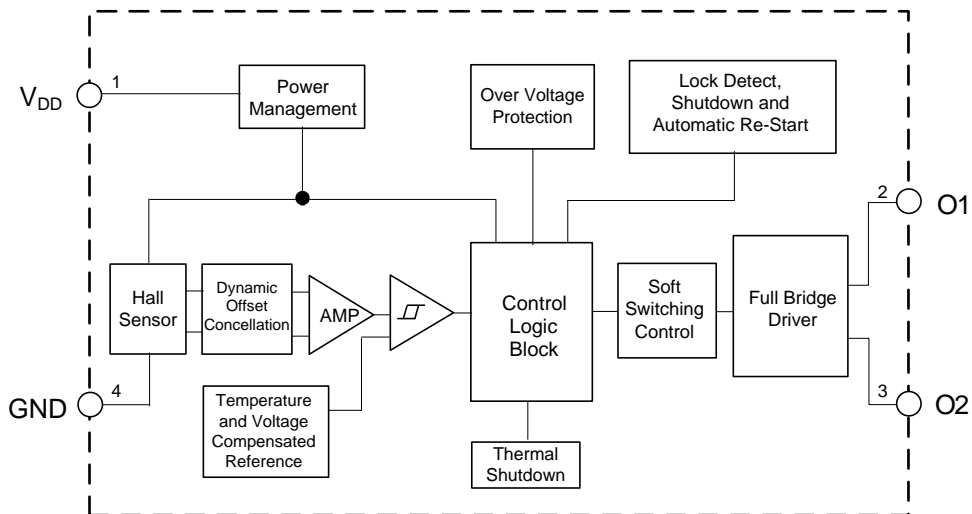 1
V_DD
Power
Management
Over Voltage
Protection
Lock Detect,
Shutdown and
Automatic Re-Start
2
O1
Hall
Sensor
Dynamic
Offset
Concellation
AMP
Control
Logic
Block
Soft
Switching
Control
Full Bridge
Driver
4
GND
3
O2
Temperature
and Voltage
Compensated
Reference
Thermal
Shutdown